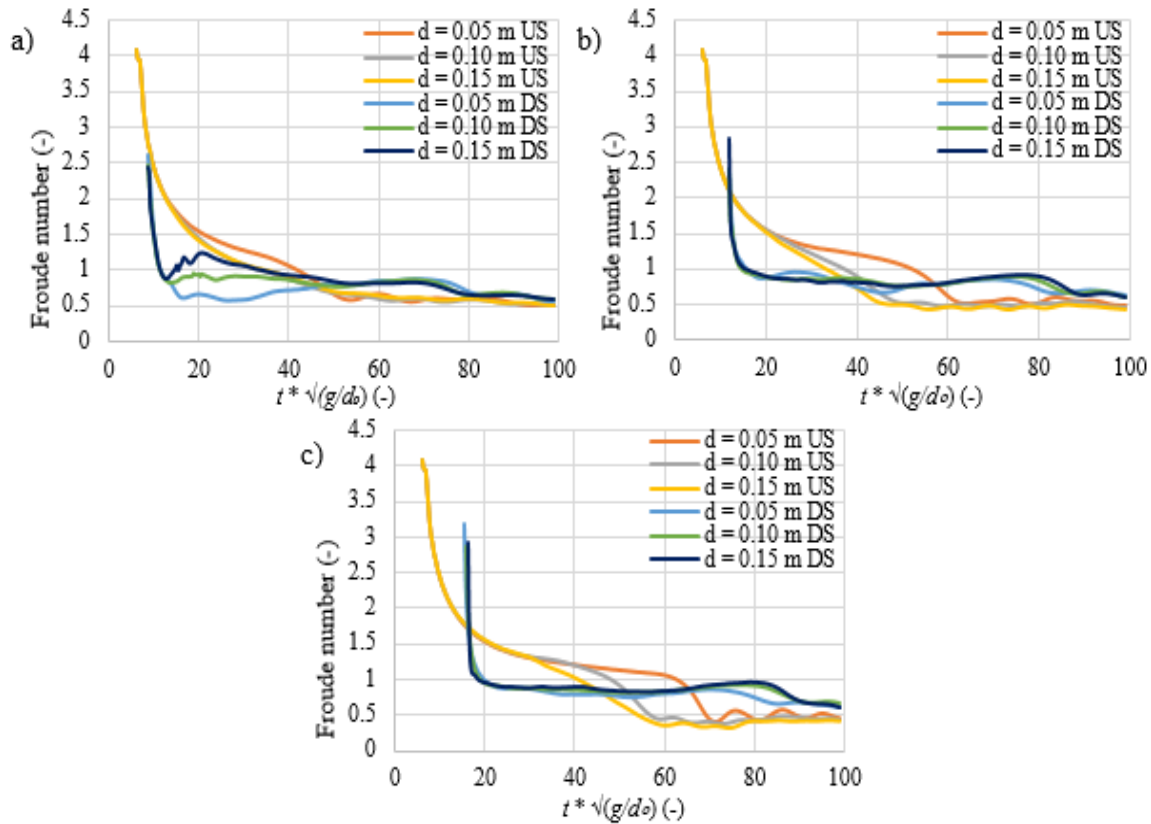 a)
4.5
4
3.5
3
2.5
2
1.5
1
0.5
0
Froude number (-)
d = 0.05 m US
d = 0.10 m US
d = 0.15 m US
d = 0.05 m DS
d = 0.10 m DS
d = 0.15 m DS
0 20 40 60 80 100
t * √(g/d₀) (-)
b)
4.5
4
3.5
3
2.5
2
1.5
1
0.5
0
Froude number (-)
d = 0.05 m US
d = 0.10 m US
d = 0.15 m US
d = 0.05 m DS
d = 0.10 m DS
d = 0.15 m DS
0 20 40 60 80 100
t * √(g/d₀) (-)
c)
4.5
4
3.5
3
2.5
2
1.5
1
0.5
0
Froude number (-)
d = 0.05 m US
d = 0.10 m US
d = 0.15 m US
d = 0.05 m DS
d = 0.10 m DS
d = 0.15 m DS
0 20 40 60 80 100
t * √(g/d₀) (-)